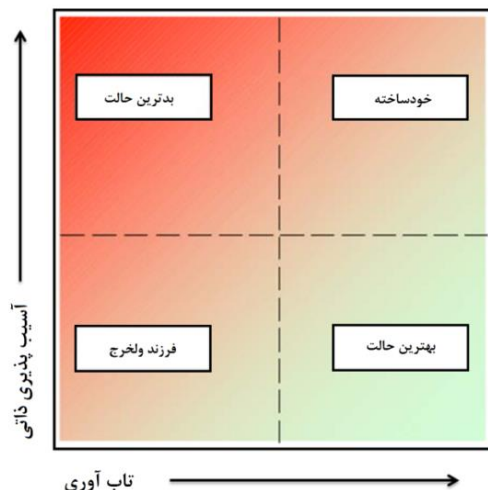 خودساخته
بدترین حالت
بهترین حالت
فرزند ولخرج
آسیب پذیری ذاتی
تاب آوری